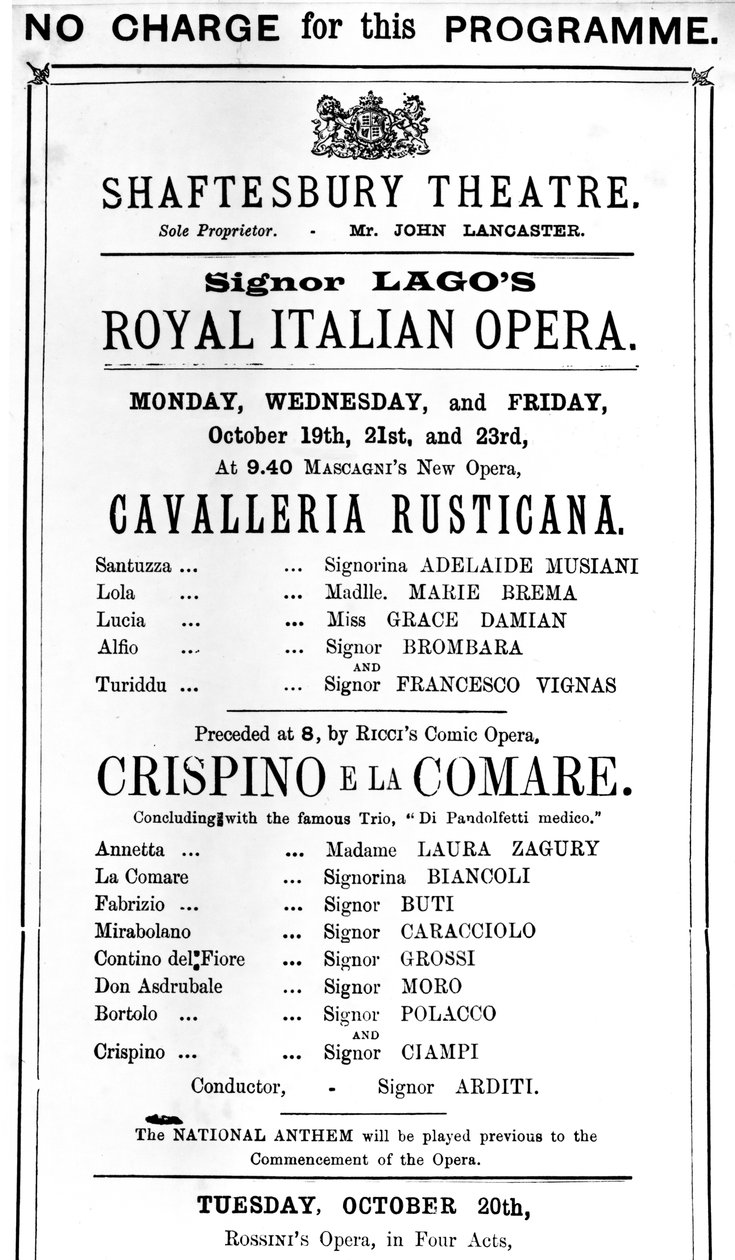 NO CHARGE for this PROGRAMME.
SHAFTESBURY THEATRE.
Sole Proprietor. - Mr. JOHN LANCASTER.
Signor LAGO'S
ROYAL ITALIAN OPERA.
MONDAY, WEDNESDAY, and FRIDAY,
October 19th, 21st, and 23rd,
At 9.40 MASCAGNI'S New Opera,
CAVALLERIA RUSTICANA.
Santuzza ... ... Signorina ADELAIDE MUSIANI
Lola ... ... Madlle. MARIE BREMA
Lucia ... ... Miss GRACE DAMIAN
Alfio ... ... Signor BROMBARA
AND
Turiddu ... ... Signor FRANCESCO VIGNAS
Preceded at 8, by RICCI'S Comic Opera,
CRISPINO E LA COMARE.
Concluding with the famous Trio, "Di Pandolfetti medico."
Annetta ... ... Madame LAURA ZAGURY
La Comare ... Signorina BIANCOLI
Fabrizio ... ... Signor BUTI
Mirabolano ... Signor CARACCIOLO
Contino del Fiore ... Signor GROSSI
Don Asdrubale ... Signor MORO
Bortolo ... ... Signor POLACCO
AND
Crispino ... ... Signor CIAMPI
Conductor, - Signor ARDITI.
The NATIONAL ANTHEM will be played previous to the
Commencement of the Opera.
TUESDAY, OCTOBER 20th,
ROSSINI'S Opera, in Four Acts,